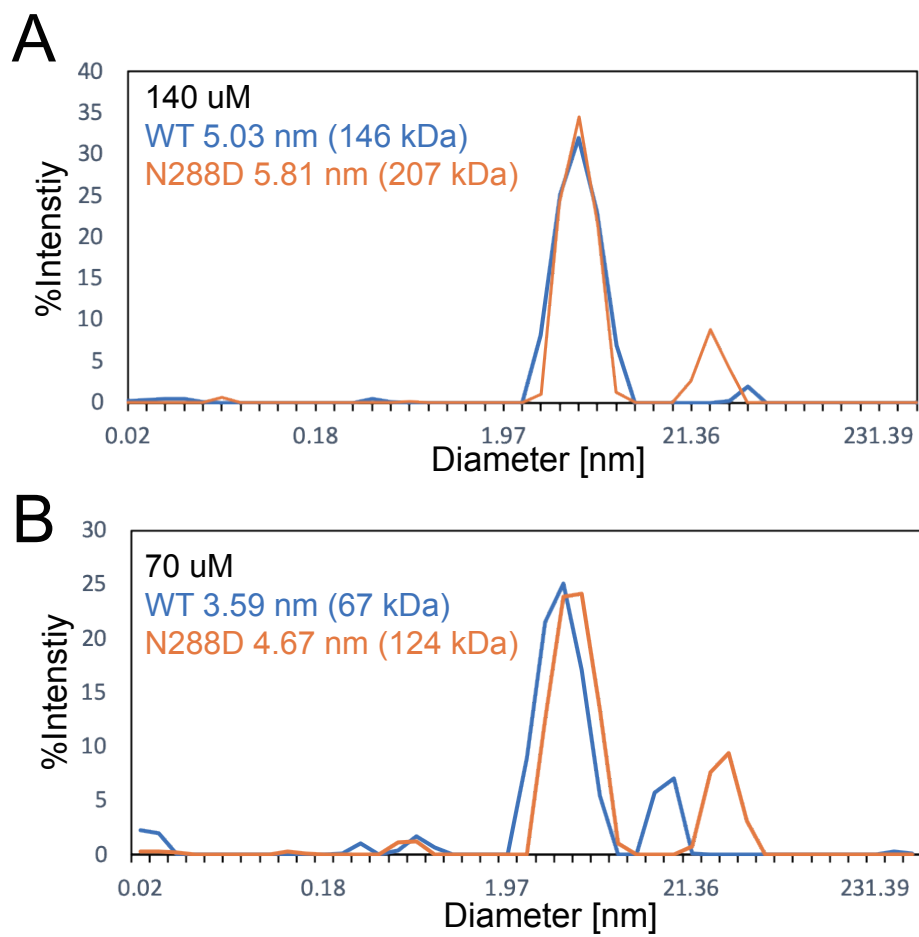 A
40
35
30
25
20
15
10
5
0
%Intenstiy
140 uM
WT 5.03 nm (146 kDa)
N288D 5.81 nm (207 kDa)
0.02 0.18 1.97 21.36 231.39
Diameter [nm]
B
30
25
20
15
10
5
0
%Intenstiy
70 uM
WT 3.59 nm (67 kDa)
N288D 4.67 nm (124 kDa)
0.02 0.18 1.97 21.36 231.39
Diameter [nm]